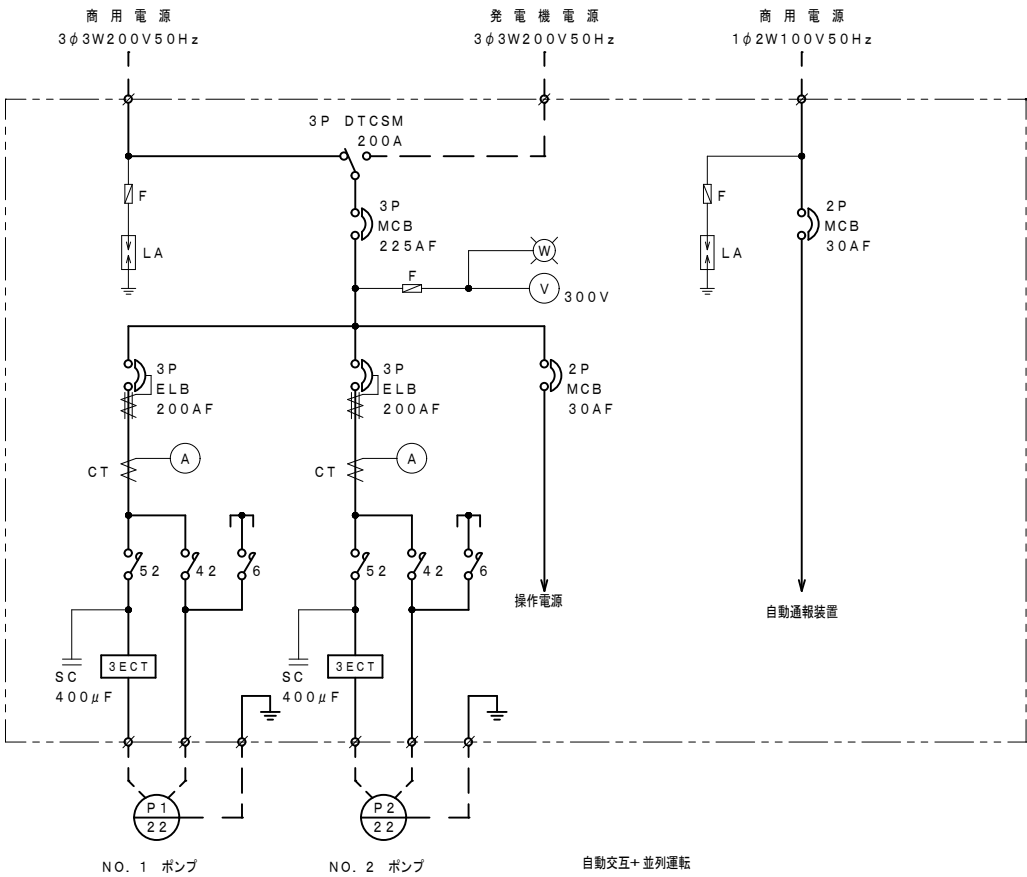 商用電源
3φ3W200V50Hz
発電機電源
3φ3W200V50Hz
商用電源
1φ2W100V50Hz
3P DTCSM
200A
F
LA
3P
MCB
225AF
W
F
V
300V
F
LA
2P
MCB
30AF
3P
ELB
200AF
3P
ELB
200AF
2P
MCB
30AF
CT
A
CT
A
52
42
6
52
42
6
操作電源
自動通報装置
3ECT
SC
400μF
3ECT
SC
400μF
P1
22
P2
22
NO. 1 ポンプ
NO. 2 ポンプ
自動交互+並列運転